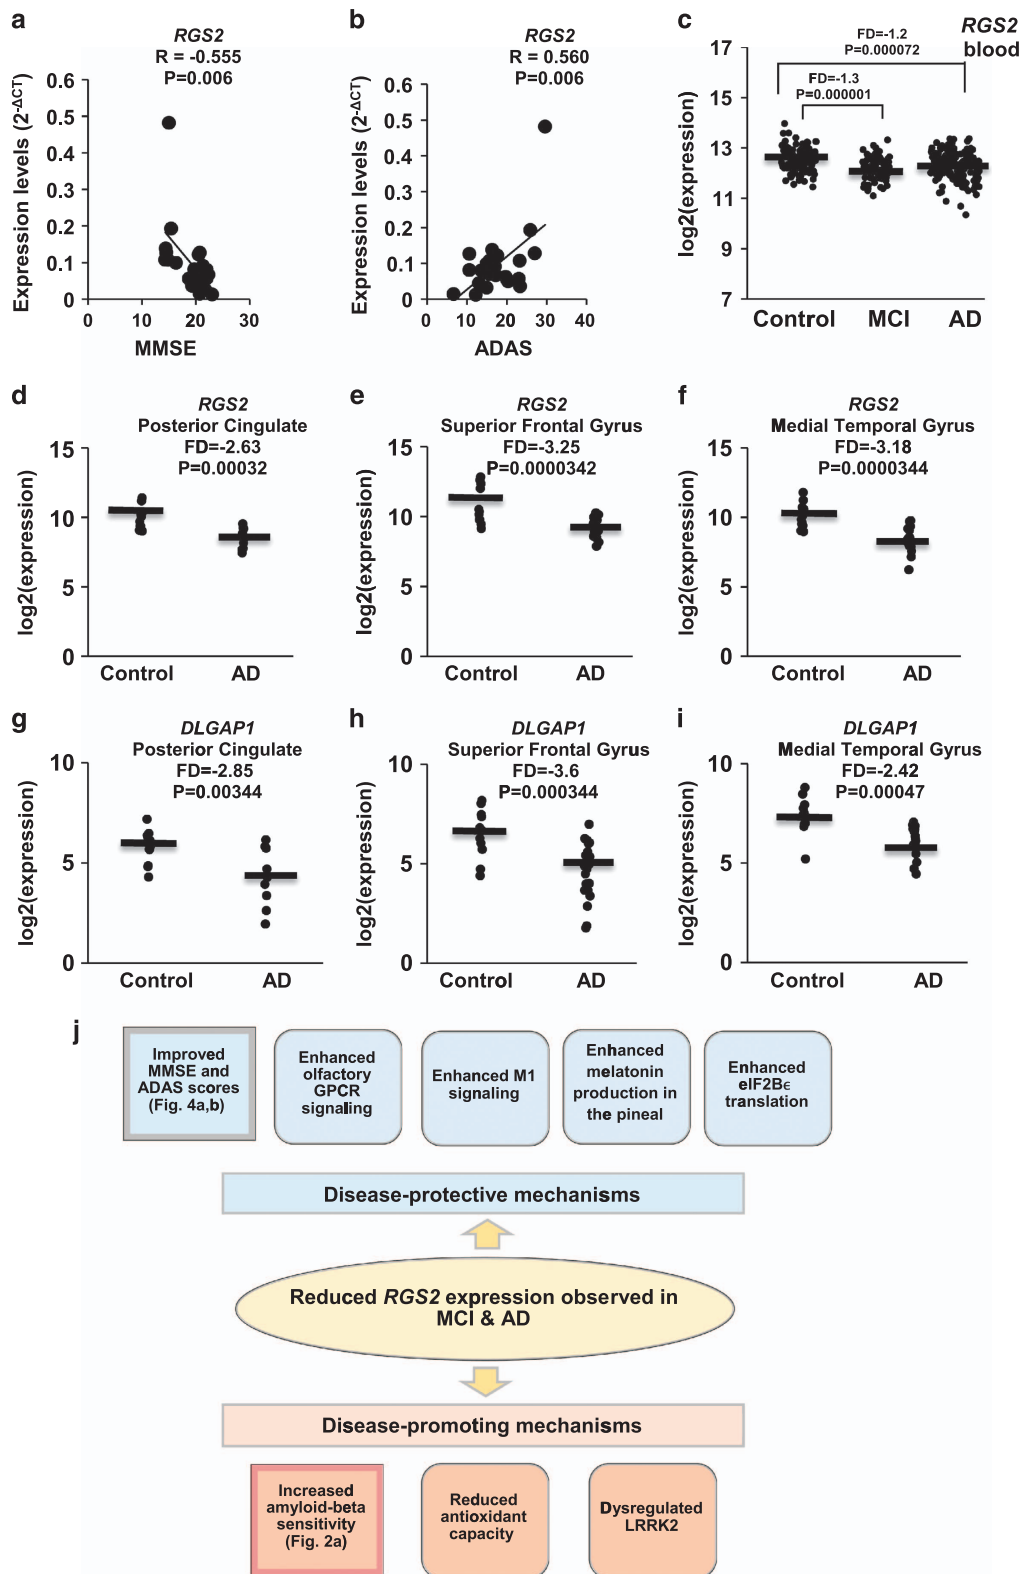 a
RGS2
R = -0.555
P=0.006
Expression levels (2-ΔCT)
0.6
0.5
0.4
0.3
0.2
0.1
0
0 10 20 30
MMSE
b
RGS2
R = 0.560
P=0.006
Expression levels (2-ΔCT)
0.6
0.5
0.4
0.3
0.2
0.1
0
0 10 20 30 40
ADAS
c
RGS2
blood
FD=-1.2
P=0.000072
FD=-1.3
P=0.000001
log2(expression)
17
15
13
11
9
7
Control MCI AD
d
RGS2
Posterior Cingulate
FD=-2.63
P=0.00032
log2(expression)
15
10
5
0
Control AD
e
RGS2
Superior Frontal Gyrus
FD=-3.25
P=0.0000342
log2(expression)
15
10
5
0
Control AD
f
RGS2
Medial Temporal Gyrus
FD=-3.18
P=0.0000344
log2(expression)
15
10
5
0
Control AD
g
DLGAP1
Posterior Cingulate
FD=-2.85
P=0.00344
log2(expression)
10
5
0
Control AD
h
DLGAP1
Superior Frontal Gyrus
FD=-3.6
P=0.000344
log2(expression)
10
5
0
Control AD
i
DLGAP1
Medial Temporal Gyrus
FD=-2.42
P=0.00047
log2(expression)
10
5
0
Control AD
j
Improved
MMSE and
ADAS scores
(Fig. 4a,b)
Enhanced
olfactory
GPCR
signaling
Enhanced M1
signaling
Enhanced
melatonin
production in
the pineal
Enhanced
eIF2Bϵ
translation
Disease-protective mechanisms
Reduced RGS2 expression observed in
MCI & AD
Disease-promoting mechanisms
Increased
amyloid-beta
sensitivity
(Fig. 2a)
Reduced
antioxidant
capacity
Dysregulated
LRRK2